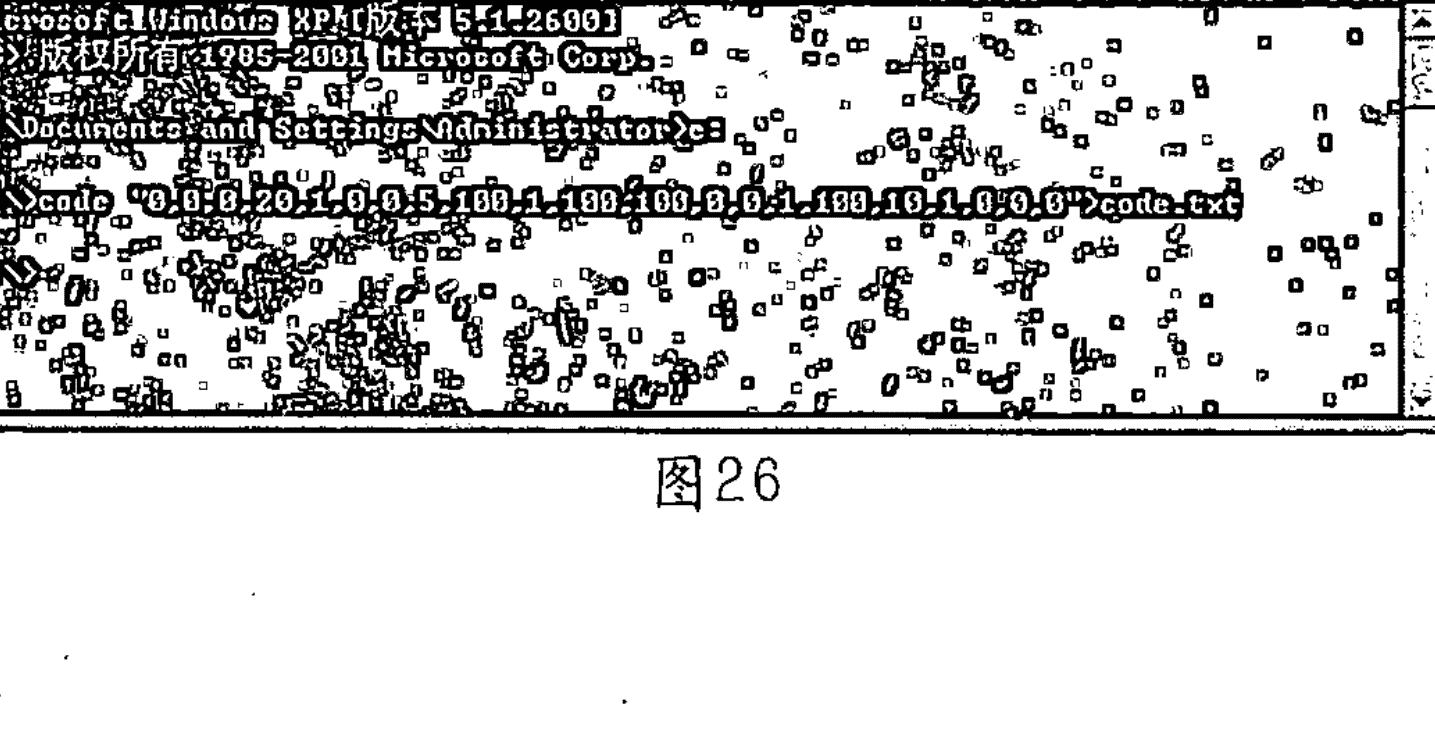 crosoft Windows XP [版本 5.1.2600]
> 版权所有 1985-2001 Microsoft Corp.
\Documents and Settings\Administrator>c:
\>code "0,0,0,20,1,0,0,5,100,1,100,100,0,0,1,100,10,1,0,0,0">code.txt
\>
图26